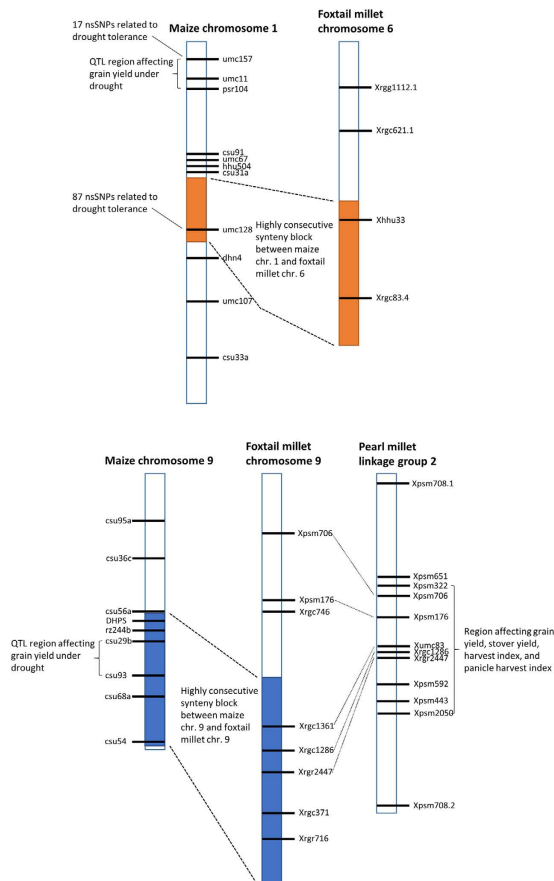 Foxtail millet
chromosome 6
Maize chromosome 1
17 nsSNPs related to
drought tolerance
QTL region affecting
grain yield under
drought
umc157
umc11
psr104
csu91
umc67
hhu504
csu31a
87 nsSNPs related to
drought tolerance
umc128
dhn4
umc107
csu33a
Highly consecutive
synteny block
between maize
chr. 1 and foxtail
millet chr. 6
Xrgg1112.1
Xrgc621.1
Xhhu33
Xrgc83.4
Maize chromosome 9
Foxtail millet
chromosome 9
Pearl millet
linkage group 2
csu95a
csu36c
csu56a
DHPS
rz244b
csu29b
csu93
csu68a
csu54
QTL region affecting
grain yield under
drought
Highly consecutive
synteny block
between maize
chr. 9 and foxtail
millet chr. 9
Xpsm706
Xpsm176
Xrgc746
Xrgc1361
Xrgc1286
Xrgr2447
Xrgc371
Xrgr716
Xpsm708.1
Xpsm651
Xpsm322
Xpsm706
Xpsm176
Xumc83
Xrgc1286
Xrgr2447
Xpsm592
Xpsm443
Xpsm2050
Xpsm708.2
Region affecting grain
yield, stover yield,
harvest index, and
panicle harvest index